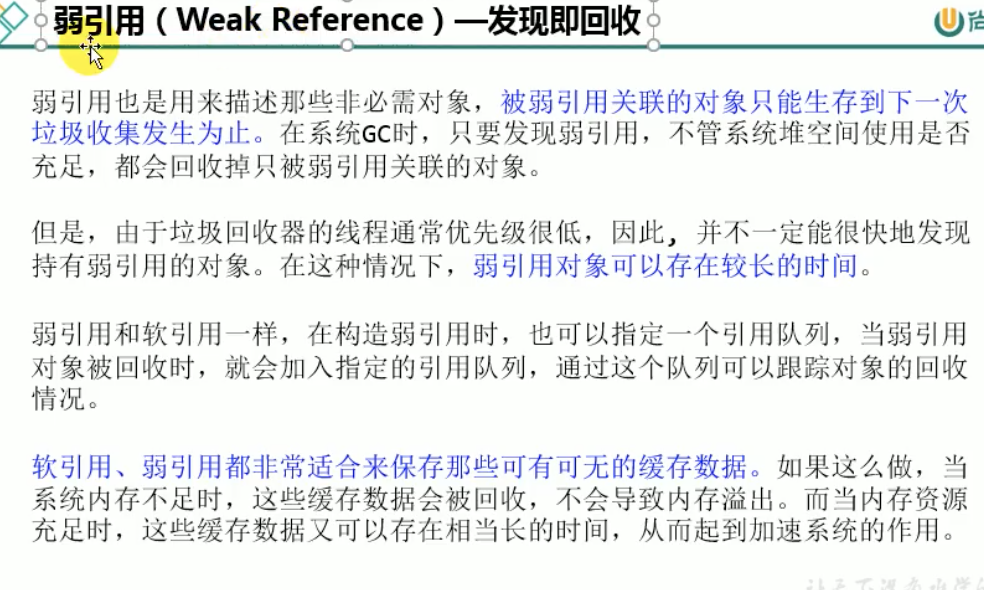 弱引用（Weak Reference）—发现即回收
尚
弱引用也是用来描述那些非必需对象，被弱引用关联的对象只能生存到下一次
垃圾收集发生为止。在系统GC时，只要发现弱引用，不管系统堆空间使用是否
充足，都会回收掉只被弱引用关联的对象。
但是，由于垃圾回收器的线程通常优先级很低，因此，并不一定能很快地发现
持有弱引用的对象。在这种情况下，弱引用对象可以存在较长的时间。
弱引用和软引用一样，在构造弱引用时，也可以指定一个引用队列，当弱引用
对象被回收时，就会加入指定的引用队列，通过这个队列可以跟踪对象的回收
情况。
软引用、弱引用都非常适合来保存那些可有可无的缓存数据。如果这么做，当
系统内存不足时，这些缓存数据会被回收，不会导致内存溢出。而当内存资源
充足时，这些缓存数据又可以存在相当长的时间，从而起到加速系统的作用。